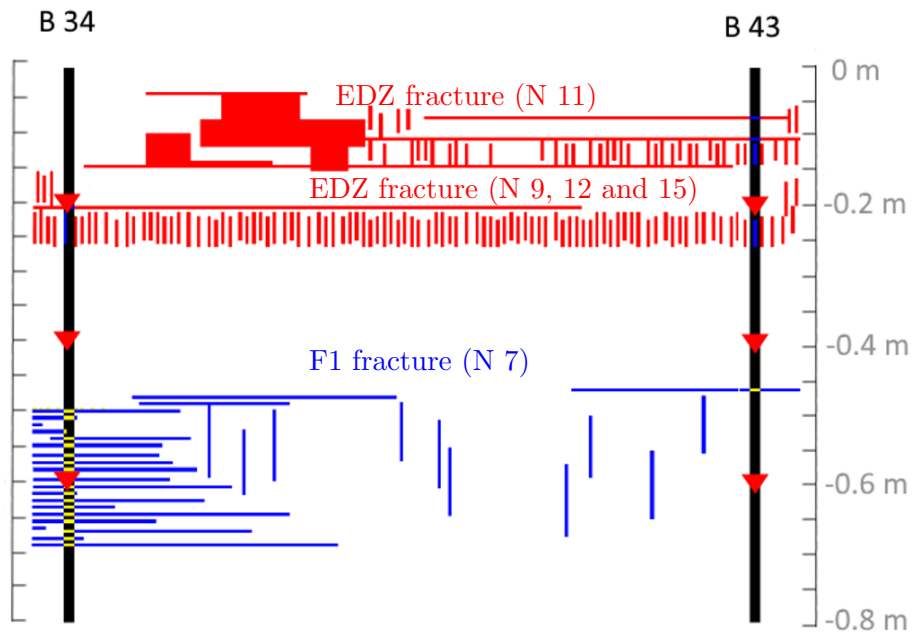 B 34
B 43
0 m
EDZ fracture (N 11)
EDZ fracture (N 9, 12 and 15)
-0.2 m
-0.4 m
F1 fracture (N 7)
-0.6 m
-0.8 m